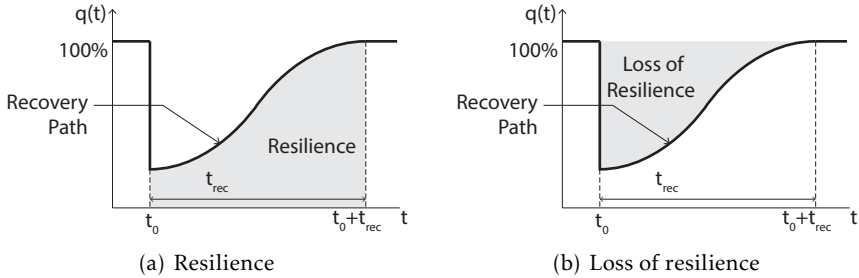 q(t)
100%
Recovery
Path
Resilience
t_rec
t_0
t_0+t_rec
t
(a) Resilience
q(t)
100%
Loss of
Resilience
Recovery
Path
t_rec
t_0
t_0+t_rec
t
(b) Loss of resilience